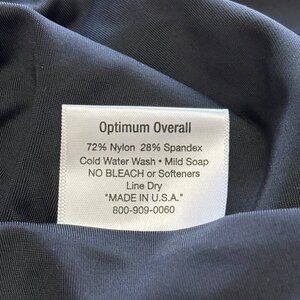 Optimum Overall
72% Nylon 28% Spandex
Cold Water Wash • Mild Soap
NO BLEACH or Softeners
Line Dry
"MADE IN U.S.A."
800-909-0060